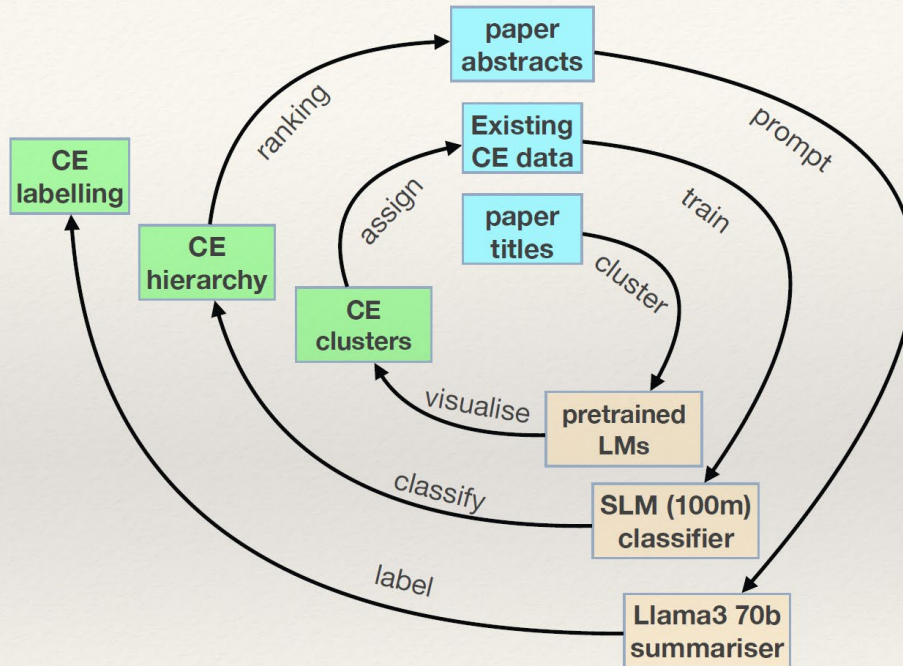 paper
abstracts
ranking
prompt
Existing
CE data
CE
labelling
assign
train
paper
titles
CE
hierarchy
cluster
CE
clusters
visualise
pretrained
LMs
classify
SLM (100m)
classifier
label
Llama3 70b
summariser